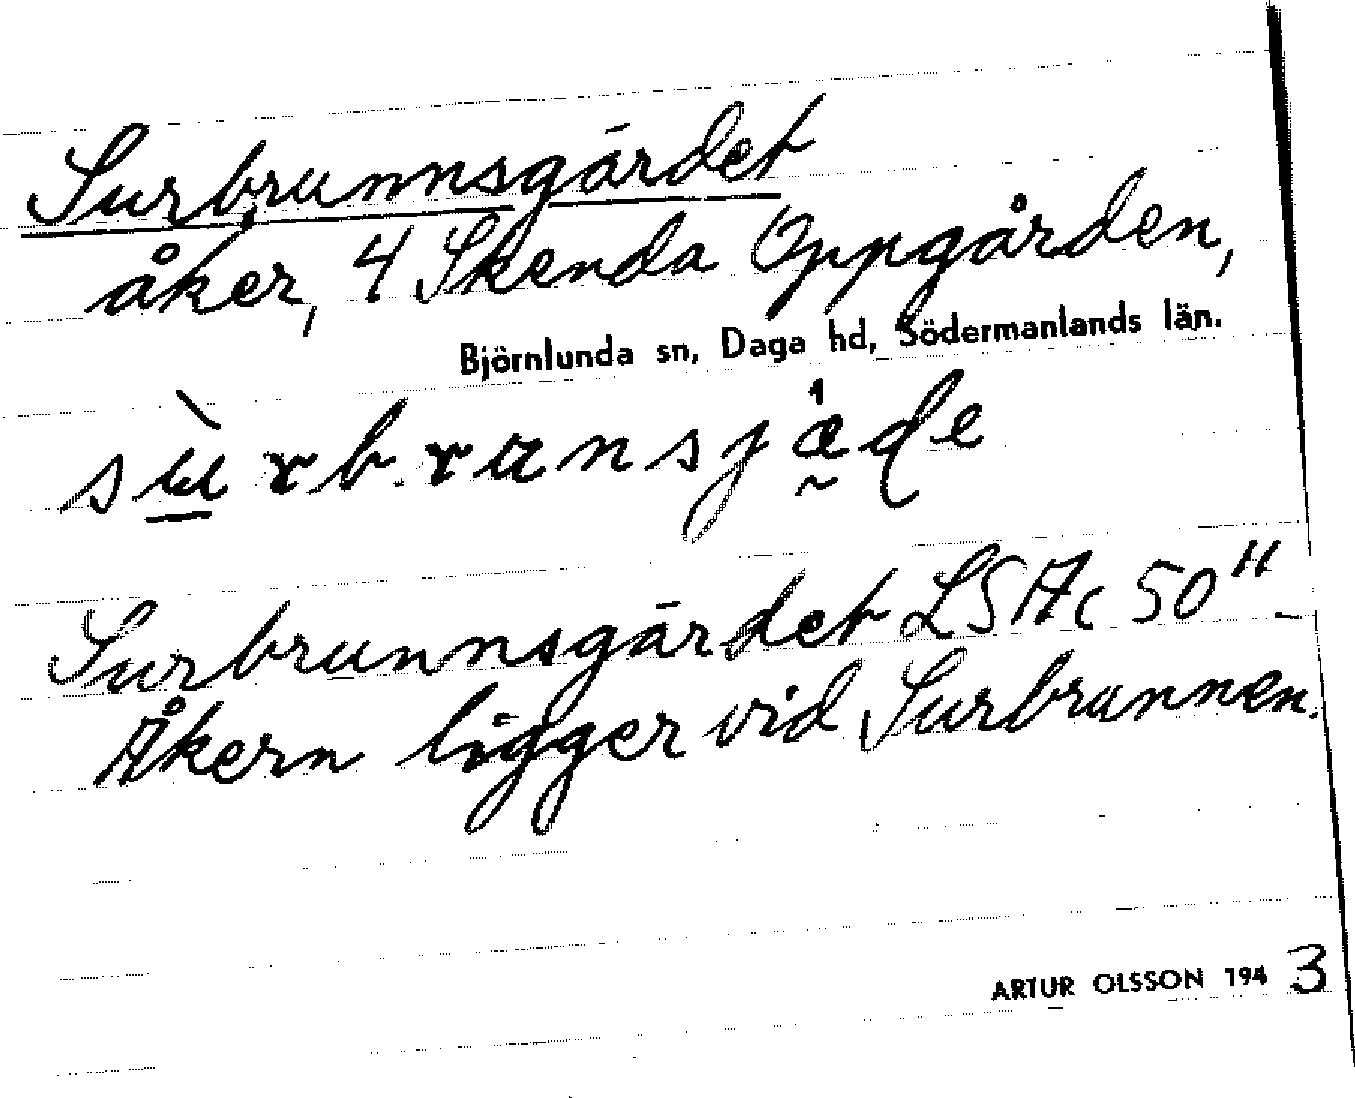 Surbrunnsgärdet
åker, 4 Skenda Oppgården,
Björnlunda sn, Daga hd, Södermanlands län.
Surbrunnsgärdet LSA c 50"
Åkern ligger vid Surbrunnen.
ARTUR OLSSON 1943